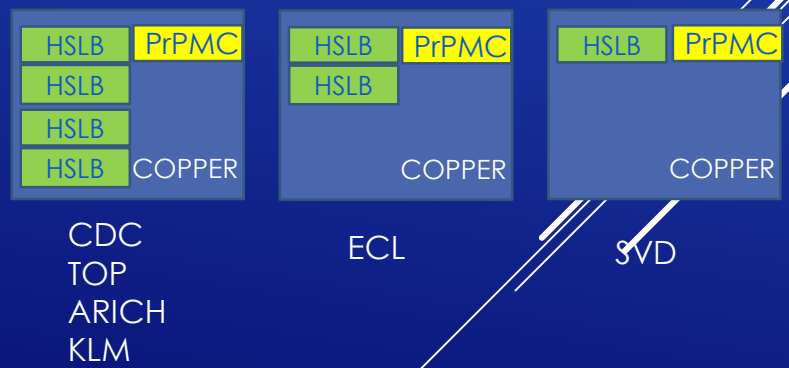 HSLB PrPMC
HSLB
HSLB
HSLB COPPER
CDC
TOP
ARICH
KLM
HSLB PrPMC
HSLB
COPPER
ECL
HSLB PrPMC
COPPER
SVD